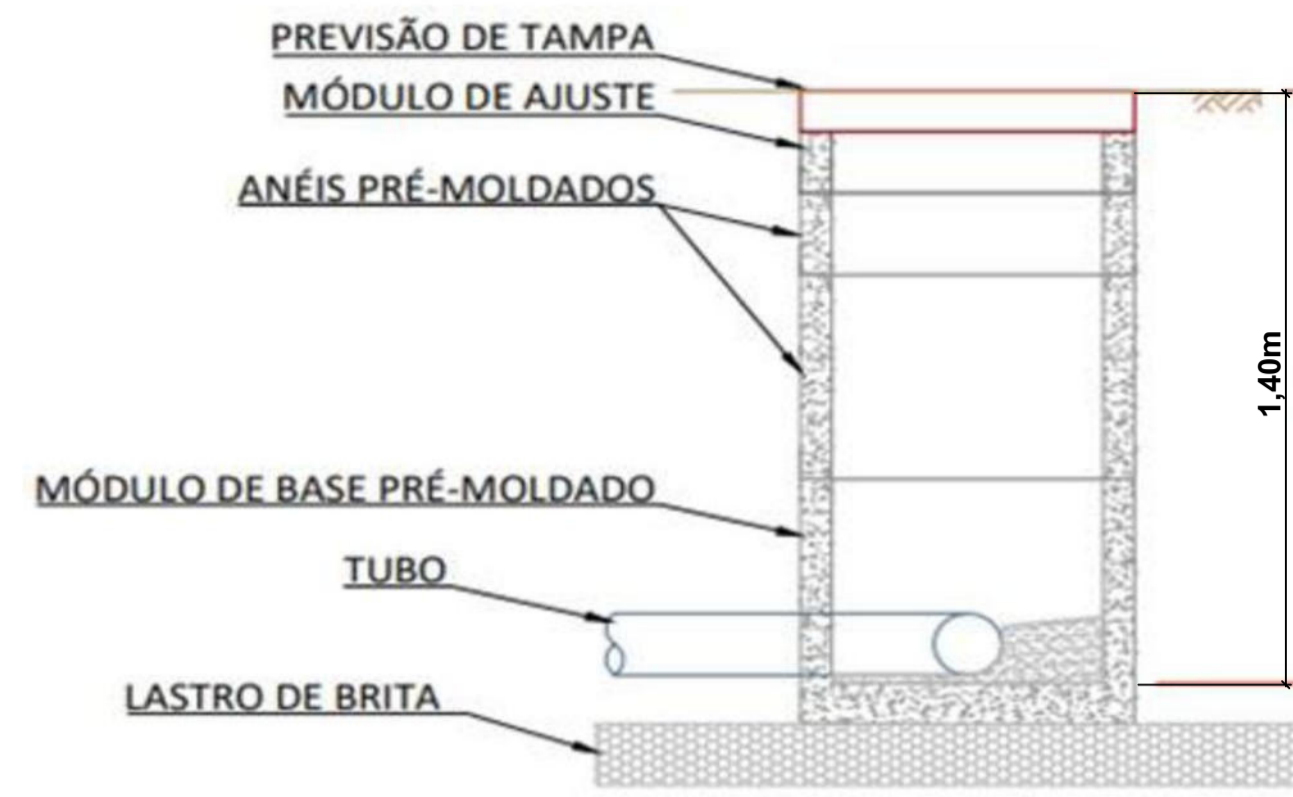 PREVISÃO DE TAMPA
MÓDULO DE AJUSTE
ANÉIS PRÉ-MOLDADOS
1,40m
MÓDULO DE BASE PRÉ-MOLDADO
TUBO
LASTRO DE BRITA